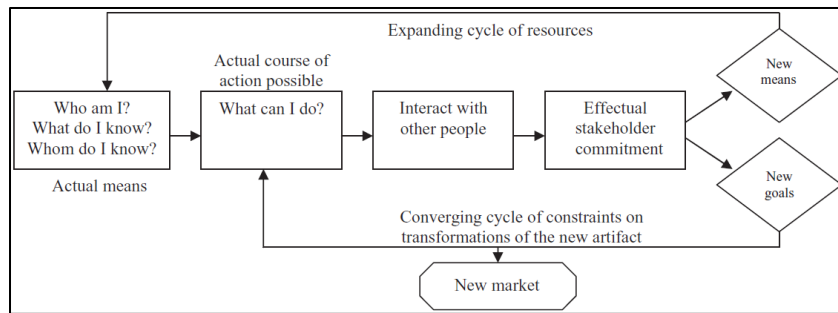 Expanding cycle of resources
Actual course of
action possible
Who am I?
What do I know?
Whom do I know?
Actual means
What can I do?
Interact with
other people
Effectual
stakeholder
commitment
New
means
New
goals
Converging cycle of constraints on
transformations of the new artifact
New market